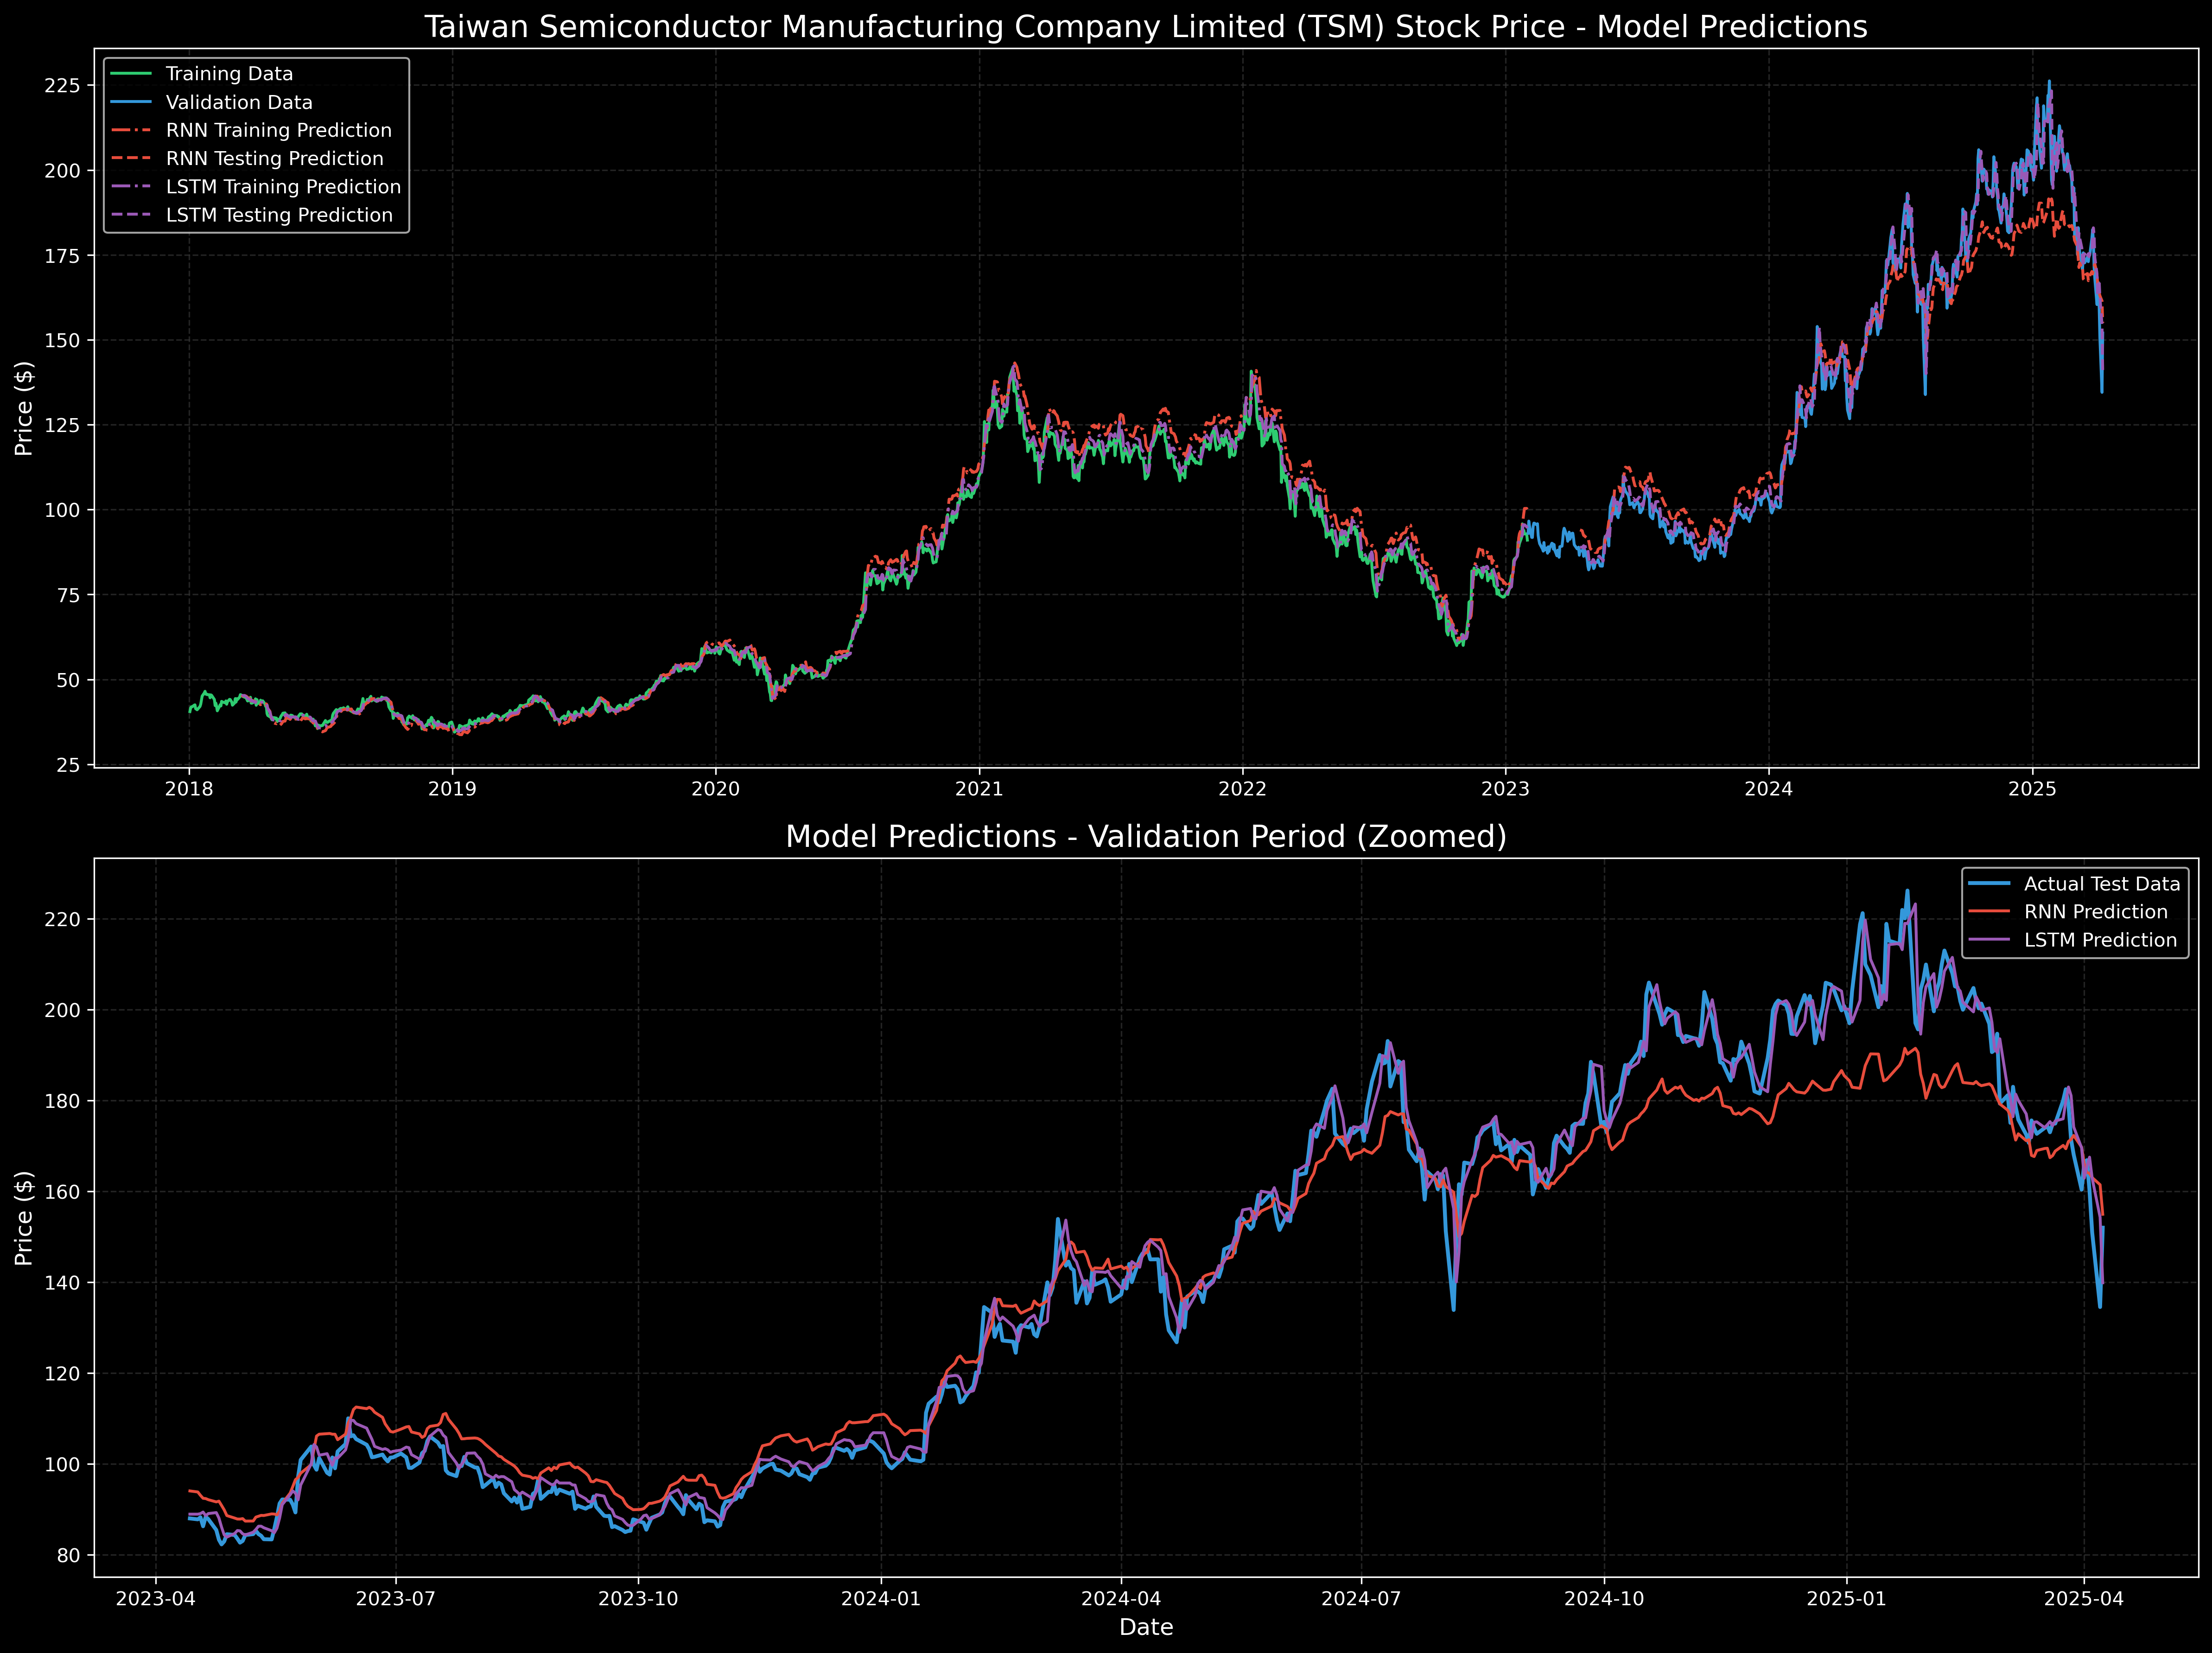 Taiwan Semiconductor Manufacturing Company Limited (TSM) Stock Price - Model Predictions
Training Data
Validation Data
RNN Training Prediction
RNN Testing Prediction
LSTM Training Prediction
LSTM Testing Prediction
Price ($)
225
200
175
150
125
100
75
50
25
2018
2019
2020
2021
2022
2023
2024
2025
Model Predictions - Validation Period (Zoomed)
Actual Test Data
RNN Prediction
LSTM Prediction
Price ($)
220
200
180
160
140
120
100
80
2023-04
2023-07
2023-10
2024-01
2024-04
2024-07
2024-10
2025-01
2025-04
Date